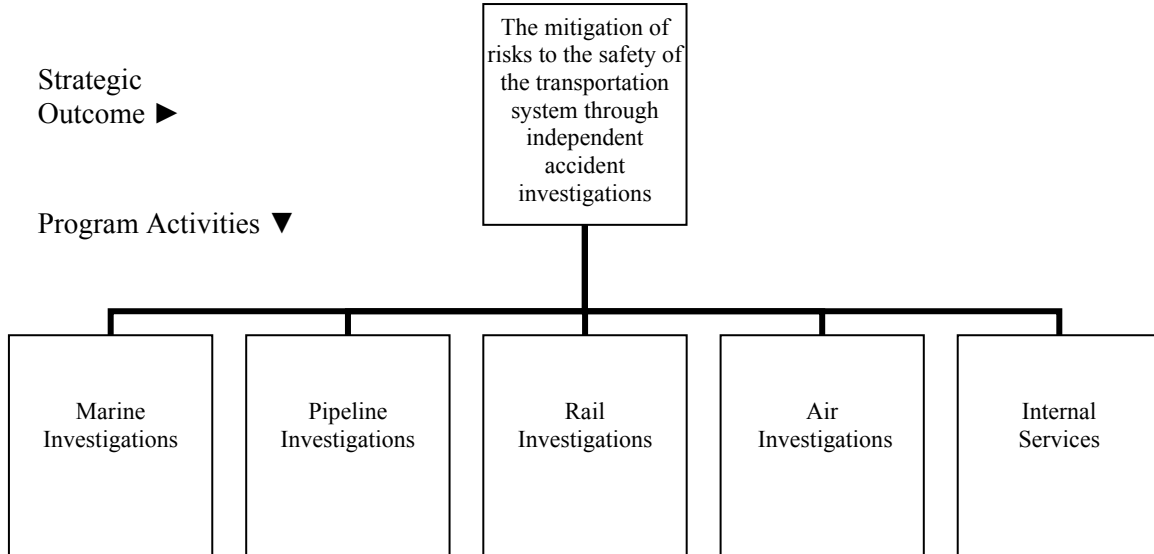 The mitigation of
risks to the safety of
the transportation
system through
independent
accident
investigations
Strategic
Outcome ►
Program Activities ▼
Marine
Investigations
Pipeline
Investigations
Rail
Investigations
Air
Investigations
Internal
Services